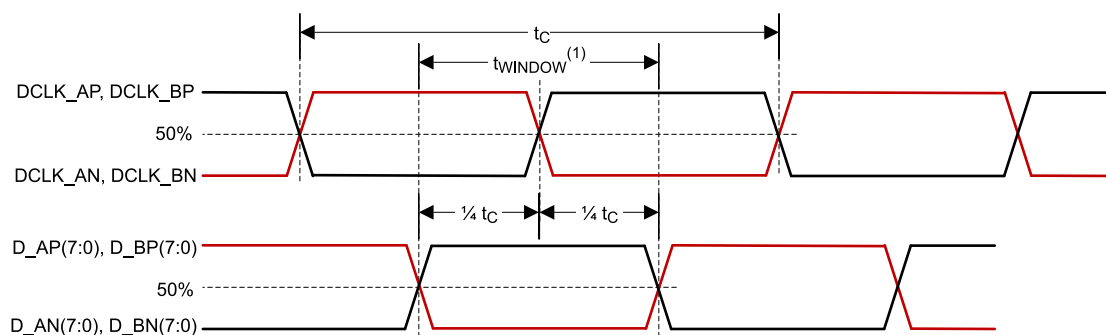 tC
tWINDOW(1)
DCLK_AP, DCLK_BP
50%
DCLK_AN, DCLK_BN
¼ tC ¼ tC
D_AP(7:0), D_BP(7:0)
50%
D_AN(7:0), D_BN(7:0)